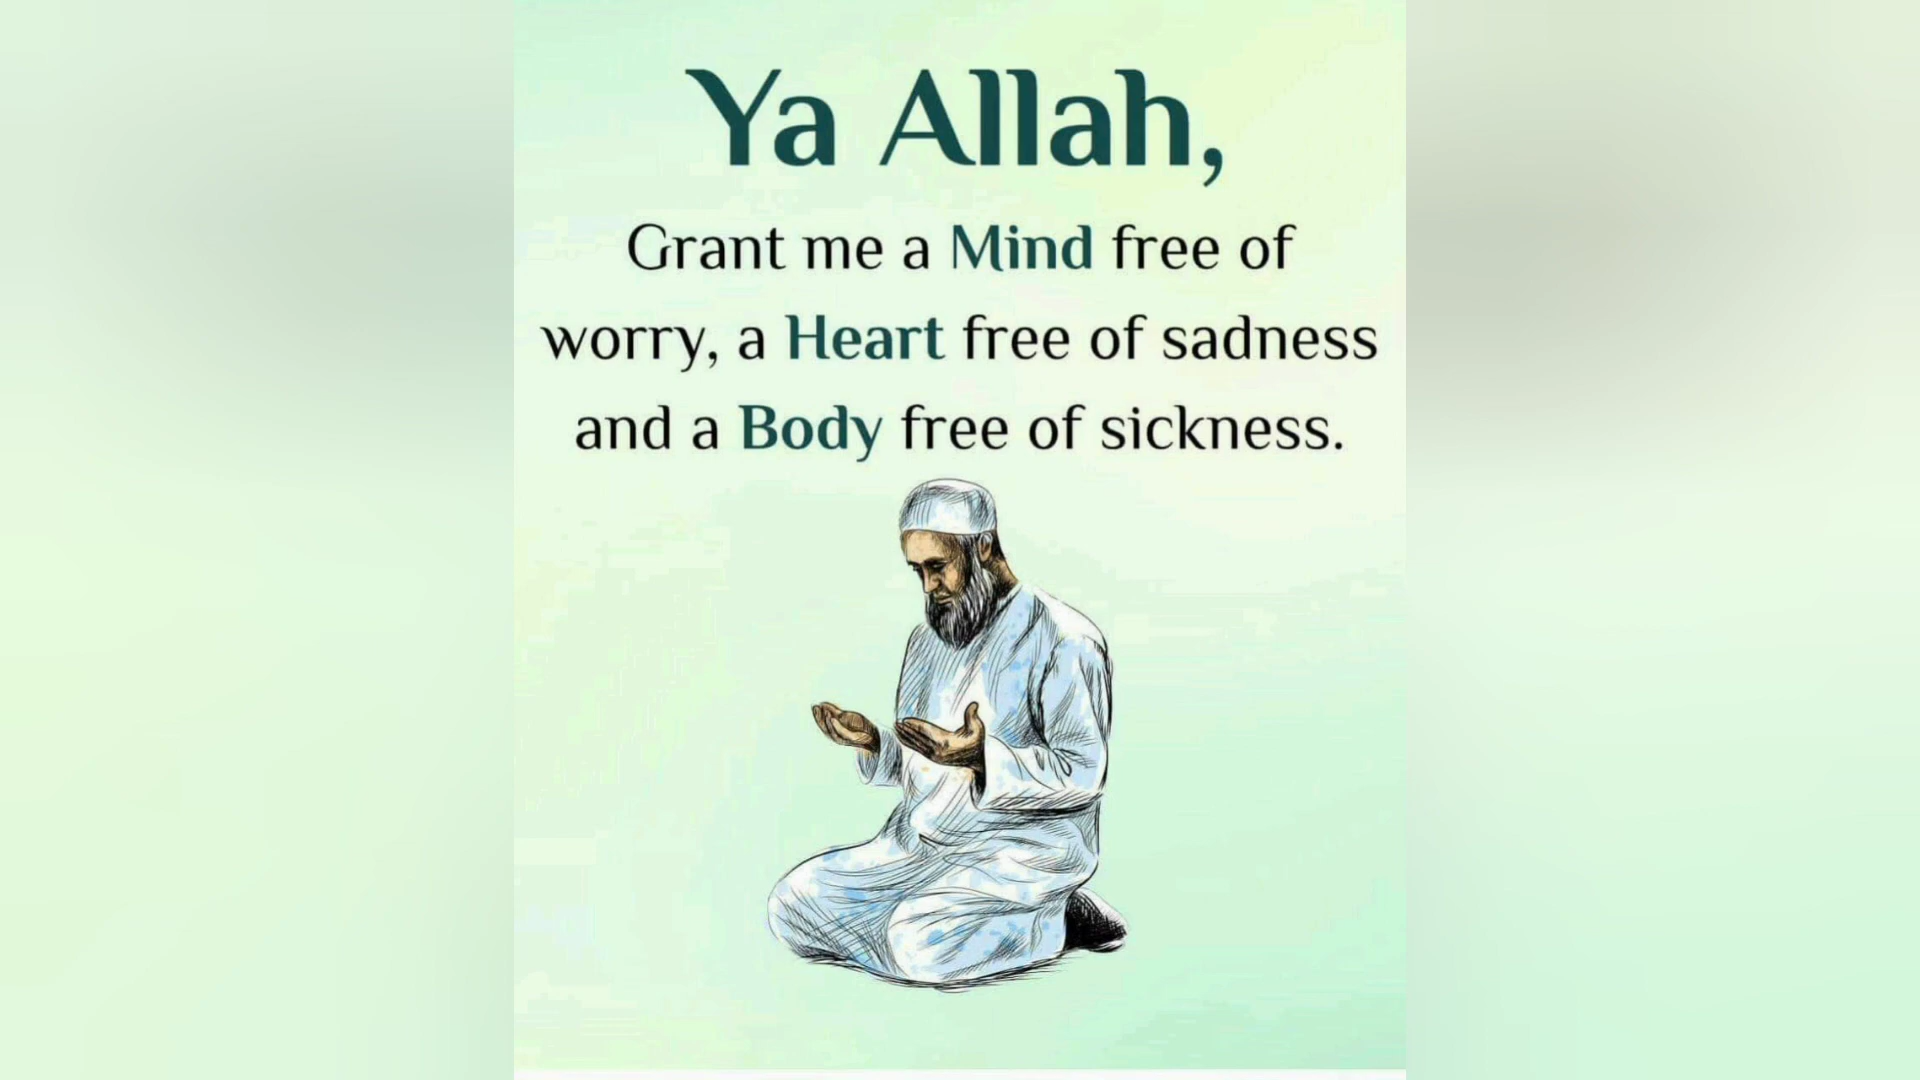 Ya Allah,
Grant me a Mind free of
worry, a Heart free of sadness
and a Body free of sickness.